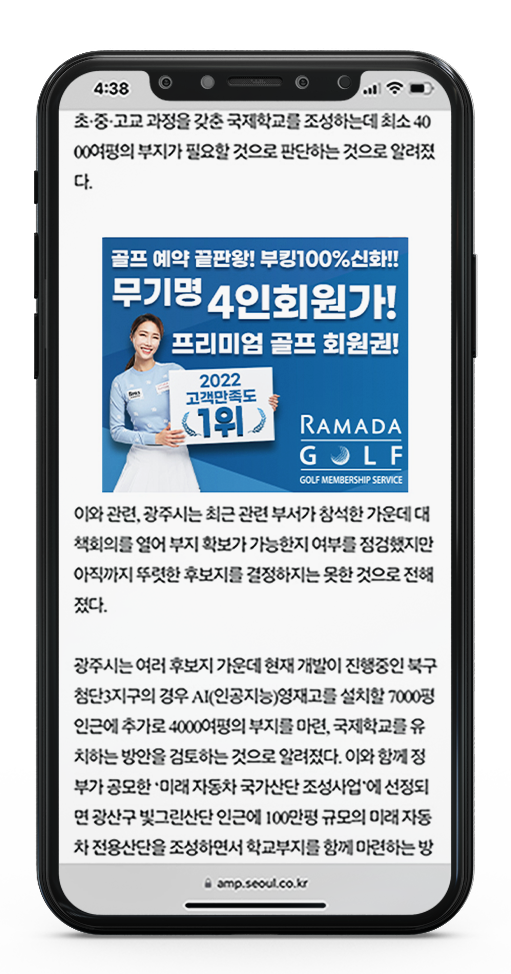 4:38
초·중·고교 과정을 갖춘 국제학교를 조성하는데 최소 40
00여평의 부지가 필요할 것으로 판단하는 것으로 알려졌
다.
골프 예약 끝판왕! 부킹100%신화!!
무기명 4인회원가!
프리미엄 골프 회원권!
2022
고객만족도
1위
RAMADA
GOLF
GOLF MEMBERSHIP SERVICE
이와 관련, 광주시는 최근 관련 부서가 참석한 가운데 대
책회의를 열어 부지 확보가 가능한지 여부를 점검했지만
아직까지 뚜렷한 후보지를 결정하지는 못한 것으로 전해
졌다.
광주시는 여러 후보지 가운데 현재 개발이 진행중인 북구
첨단3지구의 경우 AI(인공지능)영재고를 설치할 7000평
인근에 추가로 4000여평의 부지를 마련, 국제학교를 유
치하는 방안을 검토하는 것으로 알려졌다. 이와 함께 정
부가 공모한 ‘미래 자동차 국가산단 조성사업’에 선정되
면 광산구 빛그린산단 인근에 100만평 규모의 미래 자동
차 전용산단을 조성하면서 학교부지를 함께 마련하는 방
amp.seoul.co.kr